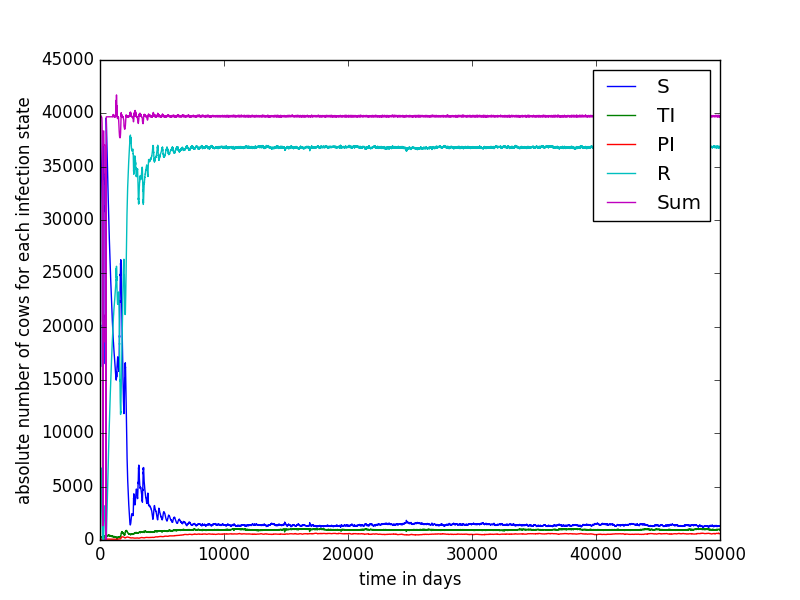 45000
40000
35000
30000
25000
20000
15000
10000
5000
0
absolute number of cows for each infection state
S
TI
PI
R
Sum
0 10000 20000 30000 40000 50000
time in days